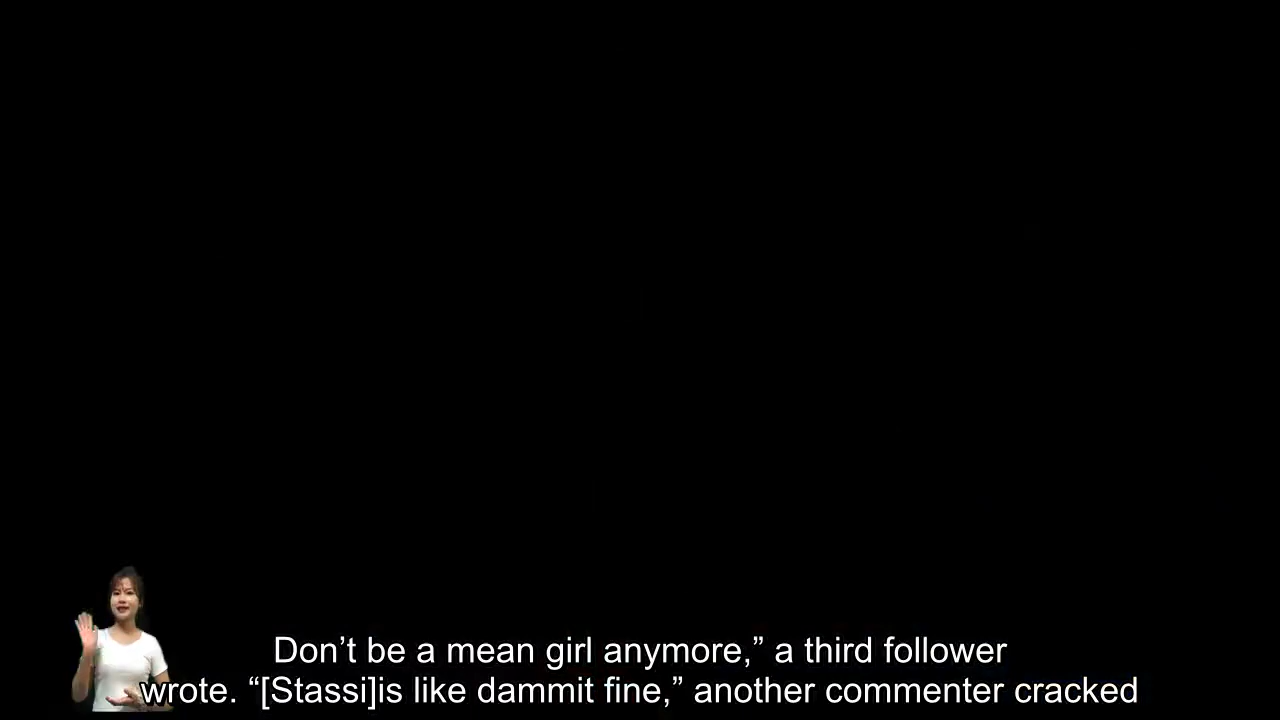 Don’t be a mean girl anymore,” a third follower
wrote. “[Stassi]is like dammit fine,” another commenter cracked